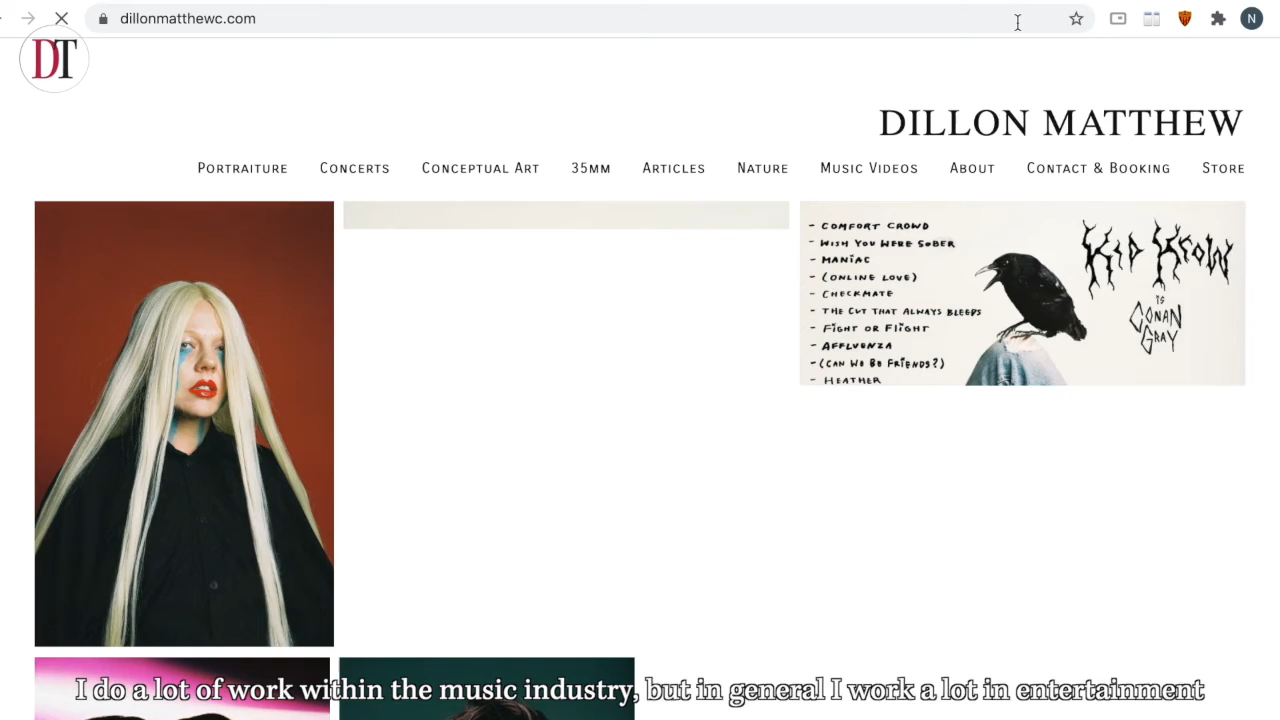 dillonmatthewc.com
N
DT
DILLON MATTHEW
PORTRAITURE CONCERTS CONCEPTUAL ART 35MM ARTICLES NATURE MUSIC VIDEOS ABOUT CONTACT & BOOKING STORE
- COMFORT CROWD
- WISH YOU WERE SOBER
- MANiAC
- (ONLINE LOVE)
- CHECKMATE
- THE CUT THAT ALWAYS BLEEDS
- FiGHT OR FLiGHT
- AFFLUENZA
- (CAN WE BE FRiENDS?)
- HEATHER
KiD KROW
iS
CONAN
GRAY
I do a lot of work within the music industry, but in general I work a lot in entertainment